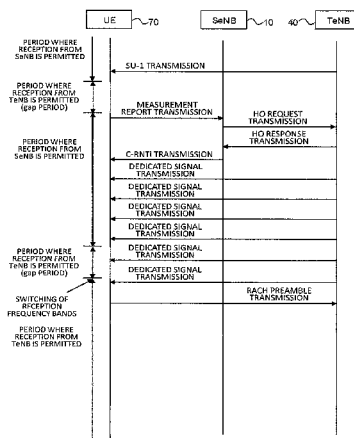 UE
70
SeNB
10
40
TeNB
PERIOD WHERE
RECEPTION FROM
SeNB IS PERMITTED
SU-1 TRANSMISSION
PERIOD WHERE
RECEPTION FROM
TeNB IS PERMITTED
(gap PERIOD)
MEASUREMENT
REPORT TRANSMISSION
HO REQUEST
TRANSMISSION
HO RESPONSE
TRANSMISSION
PERIOD WHERE
RECEPTION FROM
SeNB IS PERMITTED
C-RNTI TRANSMISSION
DEDICATED SIGNAL
TRANSMISSION
DEDICATED SIGNAL
TRANSMISSION
DEDICATED SIGNAL
TRANSMISSION
DEDICATED SIGNAL
TRANSMISSION
PERIOD WHERE
RECEPTION FROM
TeNB IS PERMITTED
(gap PERIOD)
DEDICATED SIGNAL
TRANSMISSION
DEDICATED SIGNAL
TRANSMISSION
SWITCHING OF
RECEPTION
FREQUENCY BANDS
RACH PREAMBLE
TRANSMISSION
PERIOD WHERE
RECEPTION FROM
TeNB IS PERMITTED